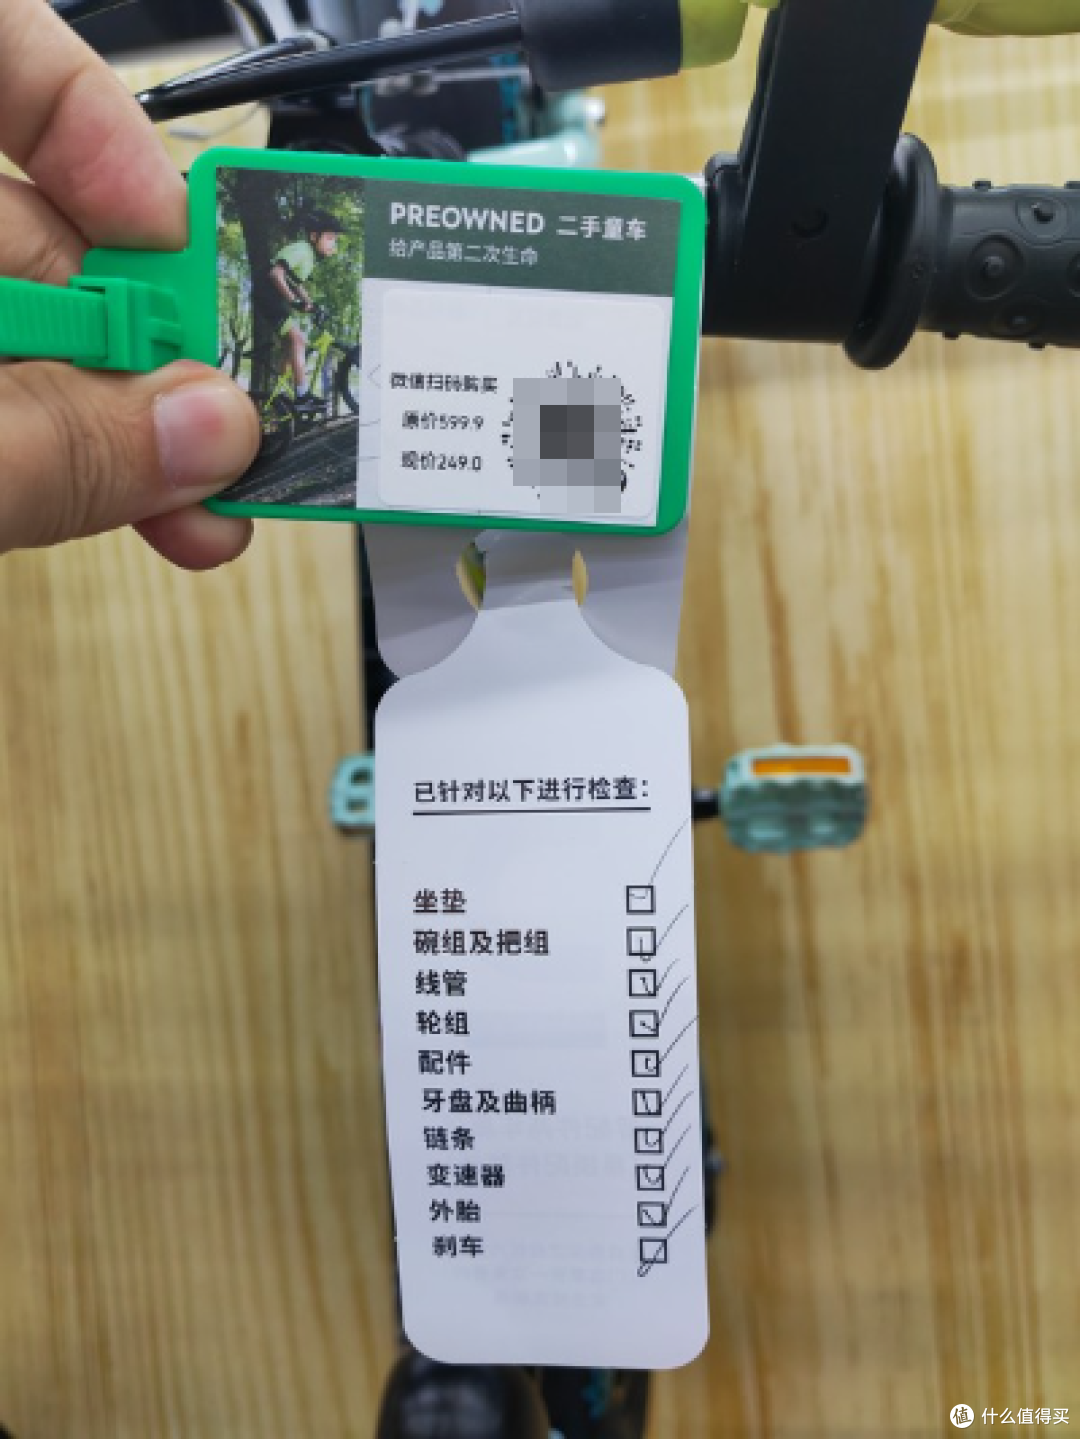 PREOWNED 二手童车
给产品第二次生命
微信扫码购买
原价599.9
现价249.0
已针对以下进行检查：
坐垫
碗组及把组
线管
轮组
配件
牙盘及曲柄
链条
变速器
外胎
刹车
值 什么值得买